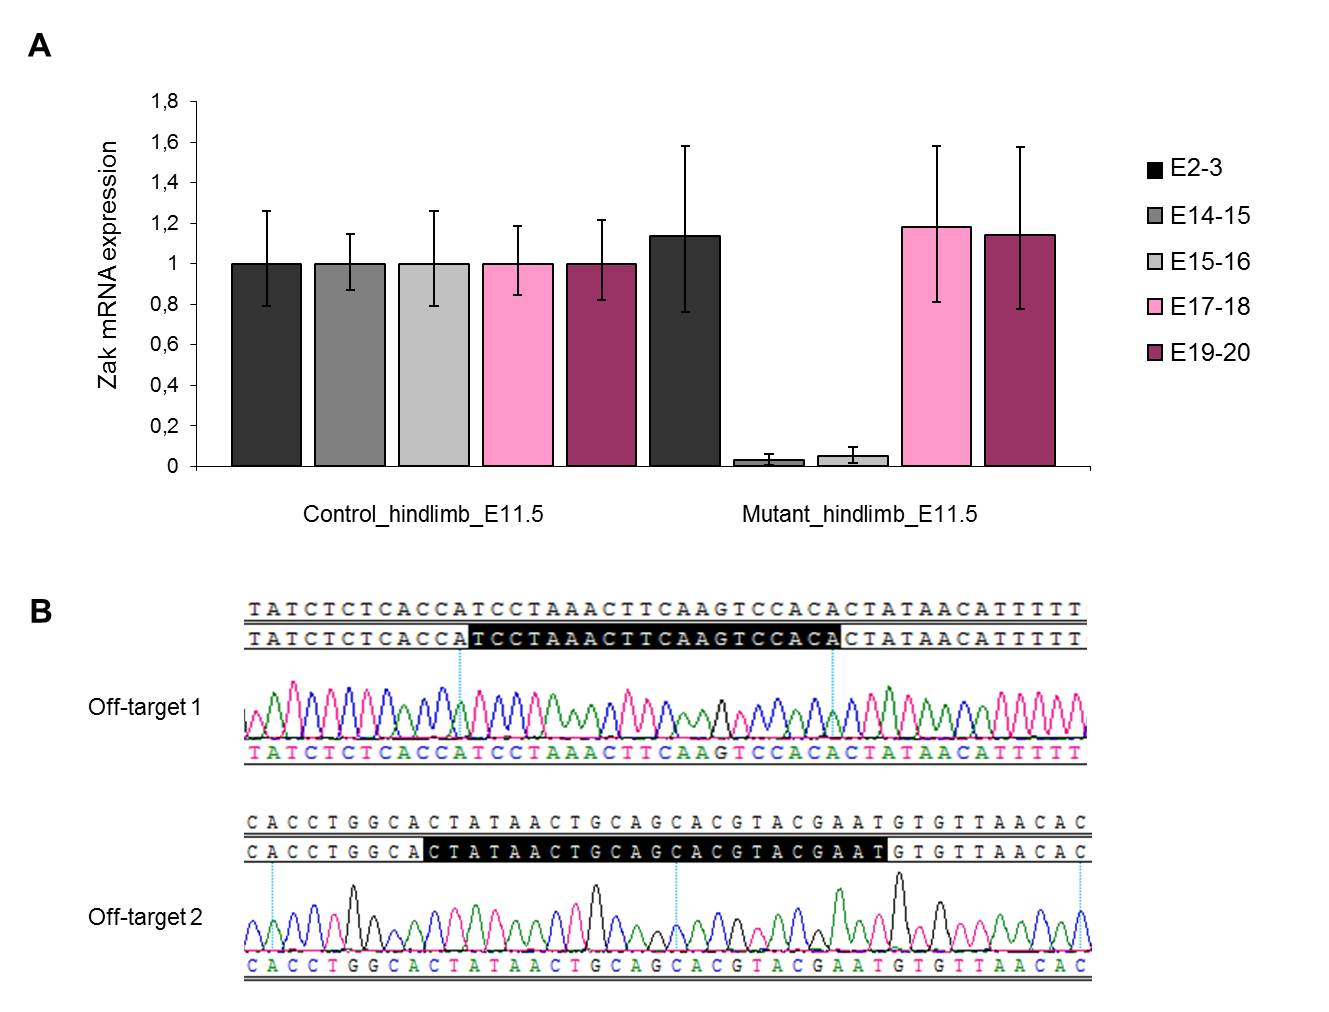 A
1,8
1,6
1,4
1,2
1
0,8
0,6
0,4
0,2
0
Zak mRNA expression
Control_hindlimb_E11.5
Mutant_hindlimb_E11.5
E2-3
E14-15
E15-16
E17-18
E19-20
B
Off-target 1
TATCTCTCACCATCCTAAACTTCAAGTCCACACTATAACATTTTT
TATCTCTCACCATCCTAAACTTCAAGTCCACACTATAACATTTTT
TATCTCTCACCATCCTAAACTTCAAGTCCACACTATAACATTTTT
Off-target 2
CACCTGGCACTATAACTGCAGCACGTACGAATGTGTTAACAC
CACCTGGCACTATAACTGCAGCACGTACGAATGTGTTAACAC
CACCTGGCACTATAACTGCAGCACGTACGAATGTGTTAACAC